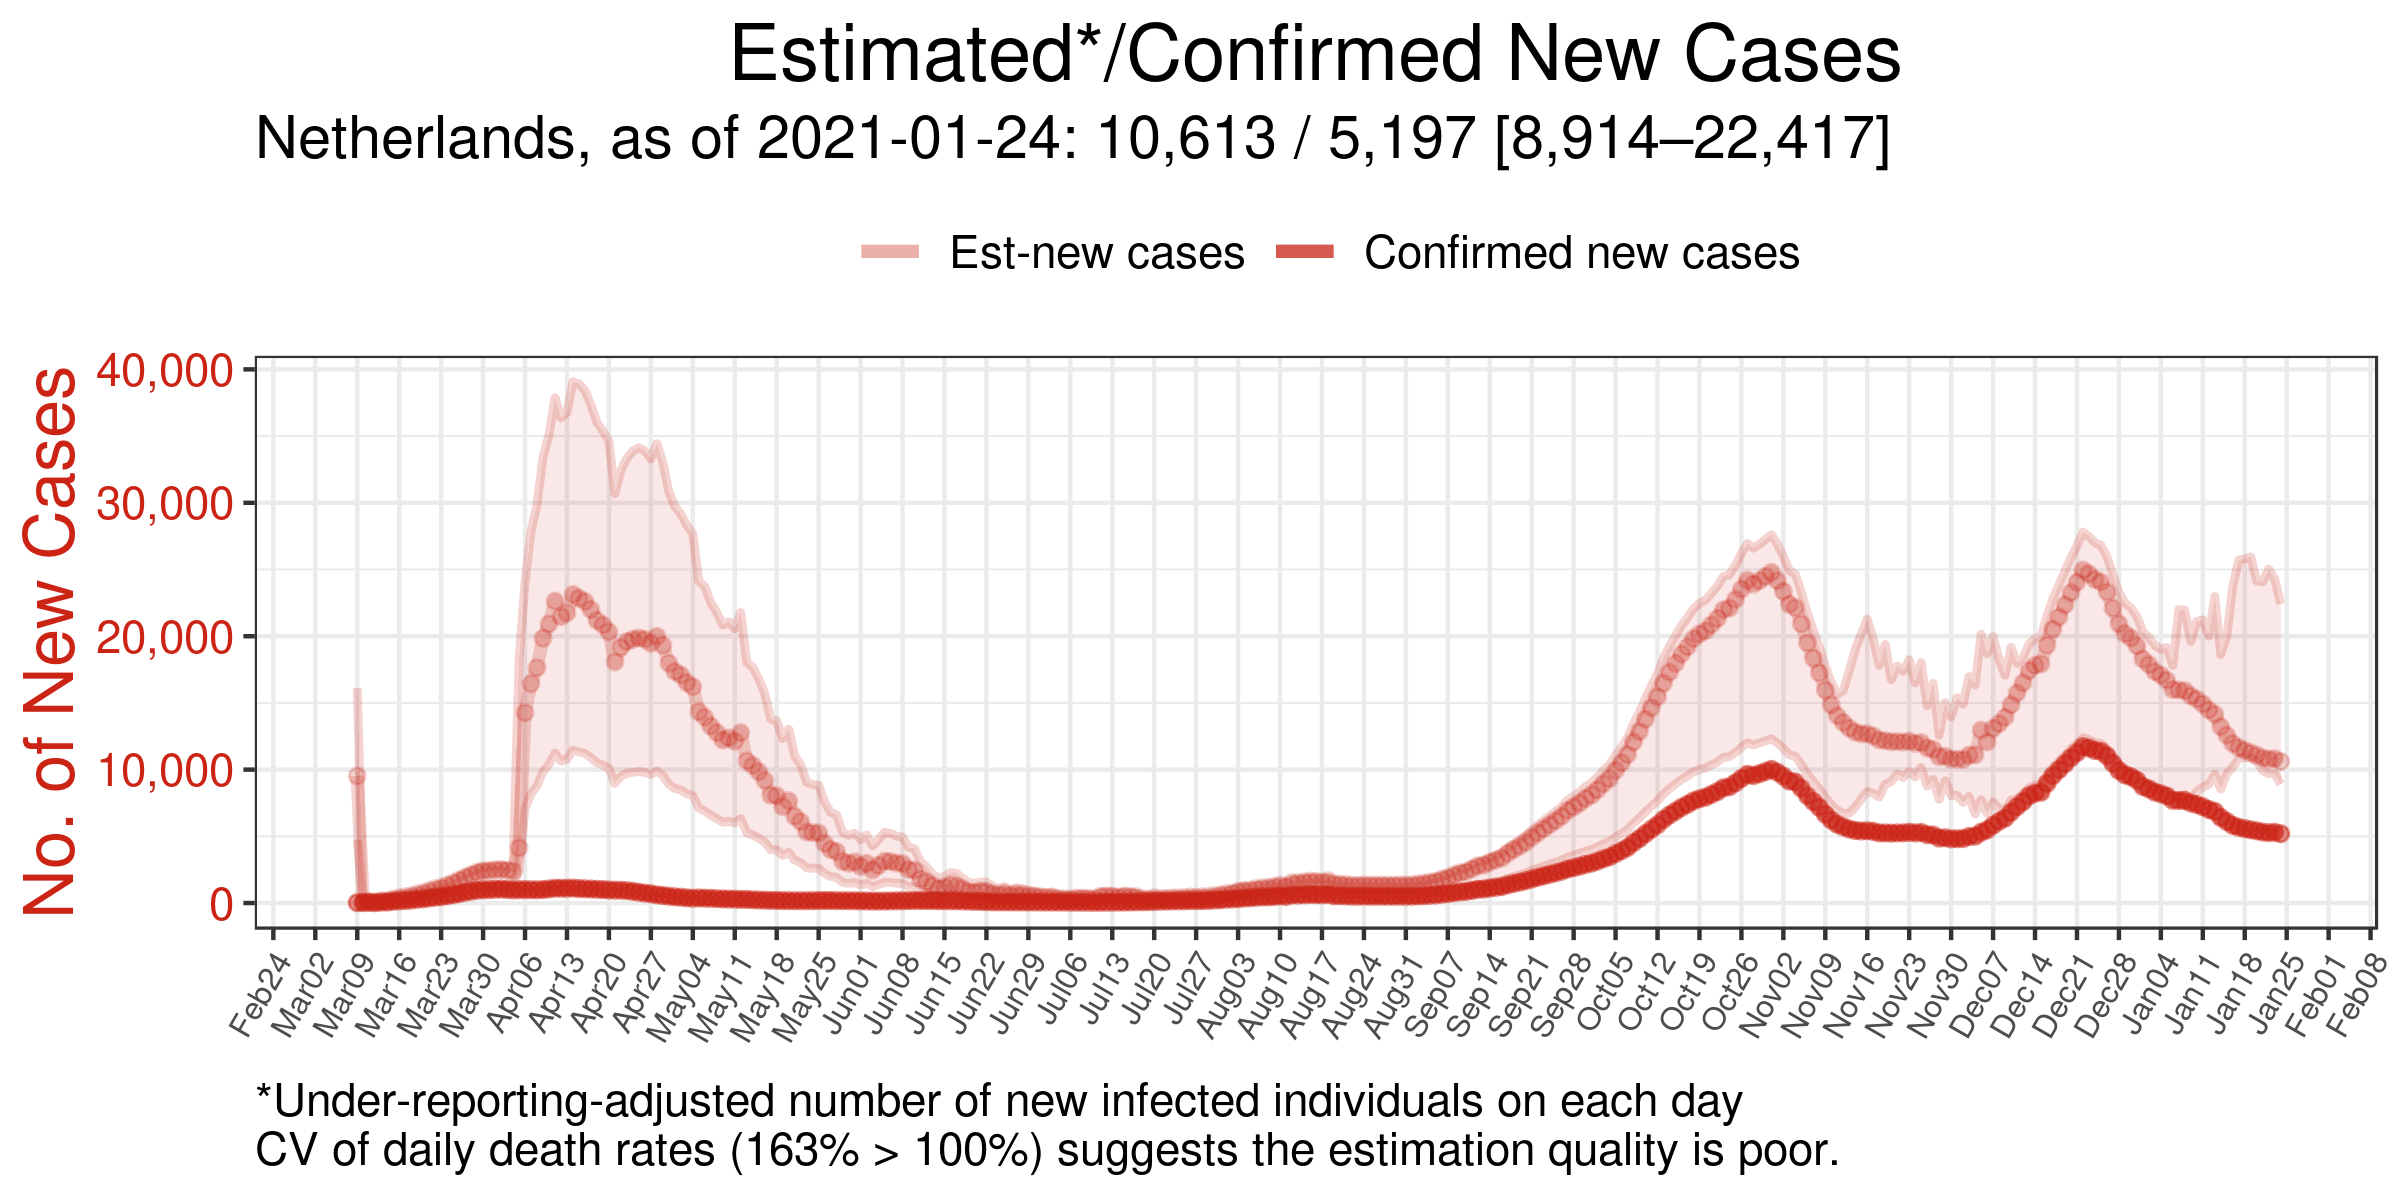 Estimated*/Confirmed New Cases
Netherlands, as of 2021-01-24: 10,613 / 5,197 [8,914–22,417]
Est-new cases Confirmed new cases
No. of New Cases
40,000
30,000
20,000
10,000
0
Feb24 Mar02 Mar09 Mar16 Mar23 Mar30 Apr06 Apr13 Apr20 Apr27 May04 May11 May18 May25 Jun01 Jun08 Jun15 Jun22 Jun29 Jul06 Jul13 Jul20 Jul27 Aug03 Aug10 Aug17 Aug24 Aug31 Sep07 Sep14 Sep21 Sep28 Oct05 Oct12 Oct19 Oct26 Nov02 Nov09 Nov16 Nov23 Nov30 Dec07 Dec14 Dec21 Dec28 Jan04 Jan11 Jan18 Jan25 Feb01 Feb08
*Under-reporting-adjusted number of new infected individuals on each day
CV of daily death rates (163% > 100%) suggests the estimation quality is poor.